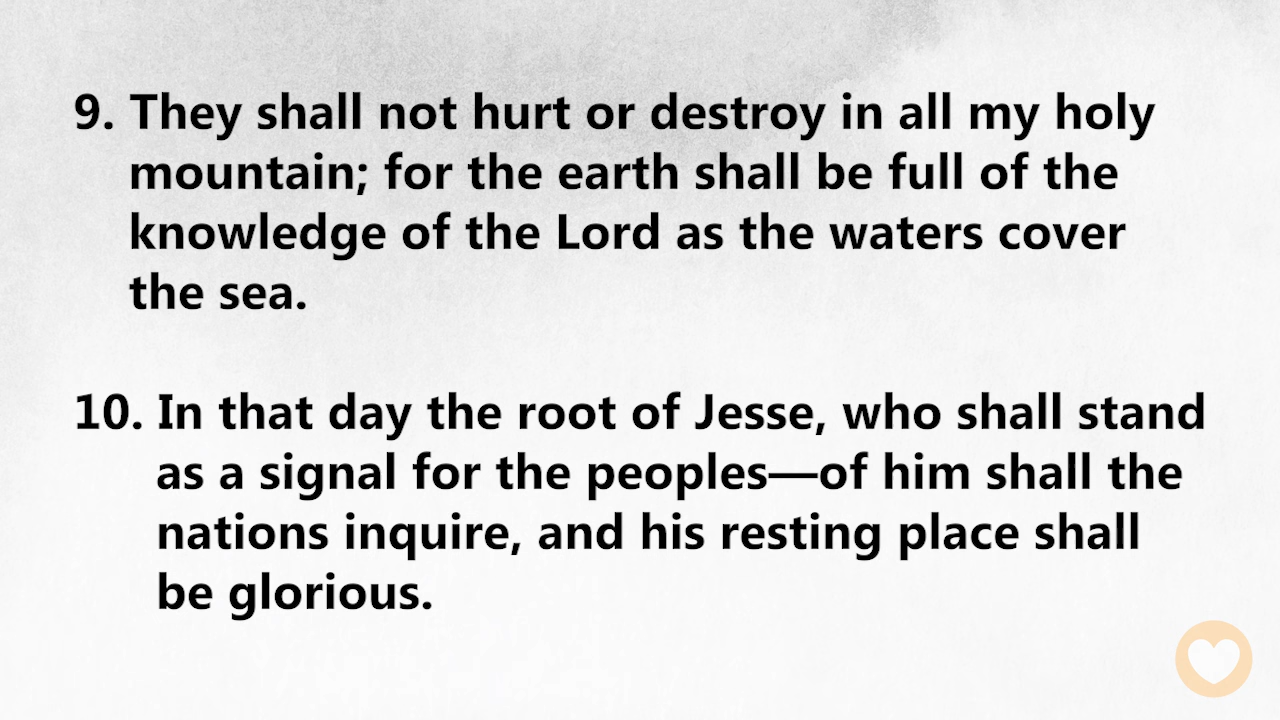 9. They shall not hurt or destroy in all my holy
mountain; for the earth shall be full of the
knowledge of the Lord as the waters cover
the sea.
10. In that day the root of Jesse, who shall stand
as a signal for the peoples—of him shall the
nations inquire, and his resting place shall
be glorious.